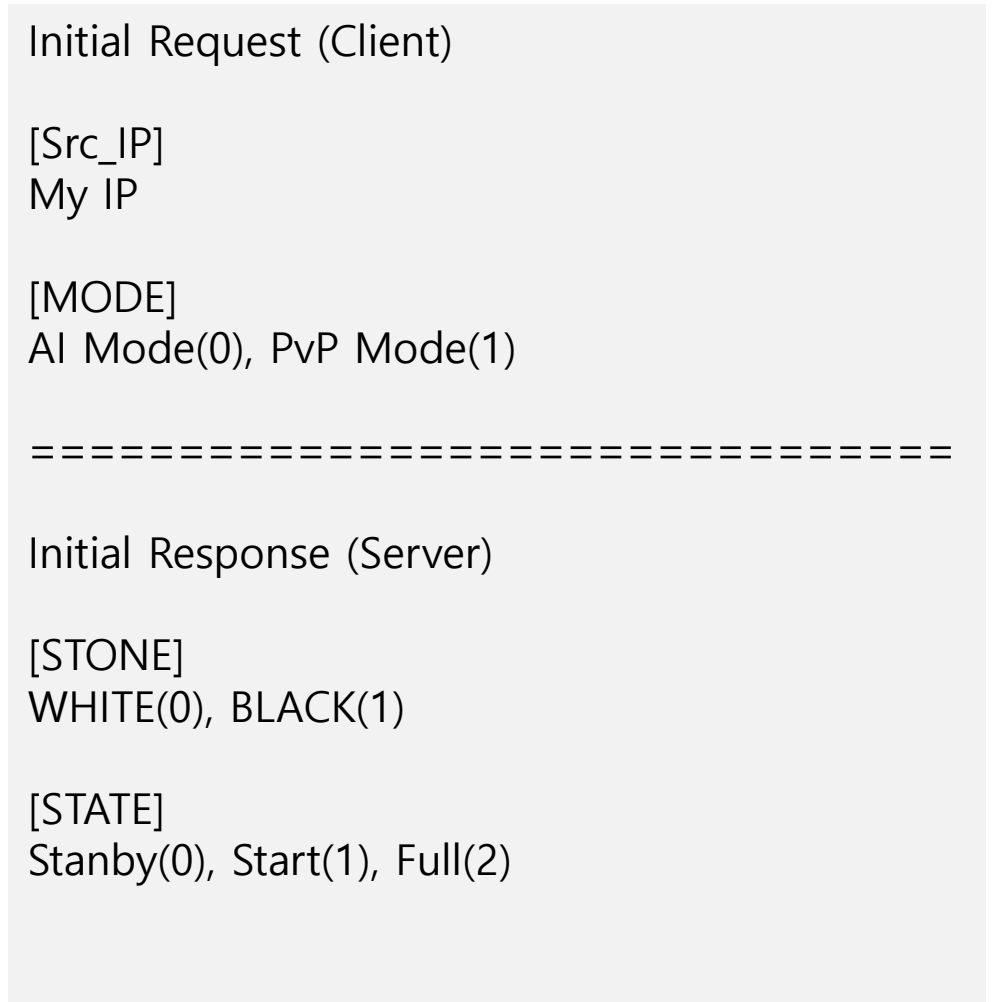 Initial Request (Client)
[Src_IP]
My IP
[MODE]
AI Mode(0), PvP Mode(1)
===============================
Initial Response (Server)
[STONE]
WHITE(0), BLACK(1)
[STATE]
Stanby(0), Start(1), Full(2)